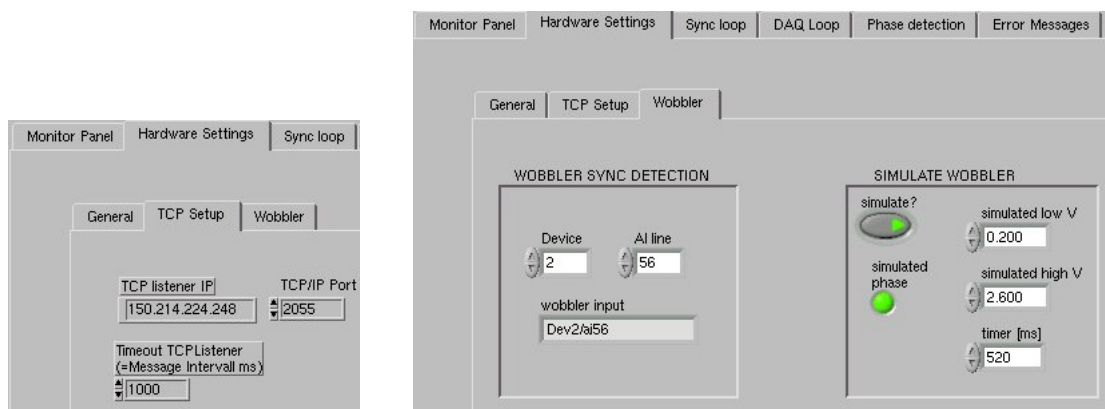 Monitor Panel Hardware Settings Sync loop
General TCP Setup Wobbler
TCP listener IP TCP/IP Port
150.214.224.248 2055
Timeout TCPListener
(=Message Intervall ms)
1000
Monitor Panel Hardware Settings Sync loop DAQ Loop Phase detection Error Messages
General TCP Setup Wobbler
WOBBLER SYNC DETECTION
Device AI line
2 56
wobbler input
Dev2/ai56
SIMULATE WOBBLER
simulate?
simulated low V
0.200
simulated
phase
simulated high V
2.600
timer [ms]
520